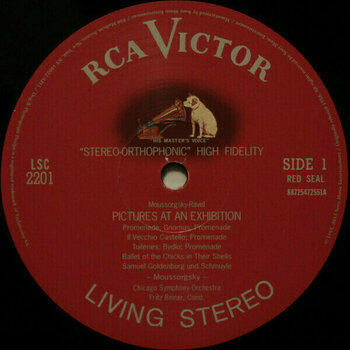 RCA VICTOR
"HIS MASTER'S VOICE"
"STEREO-ORTHOPHONIC" HIGH FIDELITY
LSC
2201
SIDE 1
RED SEAL
88725472551A
Moussorgsky-Ravel
PICTURES AT AN EXHIBITION
Promenade; Gnomus; Promenade
Il Vecchio Castello; Promenade
Tuileries; Bydlo; Promenade
Ballet of the Chicks in Their Shells
Samuel Goldenburg und Schmuyle
— Moussorgsky —
Chicago Symphony Orchestra
Fritz Reiner, Cond.
LIVING STEREO